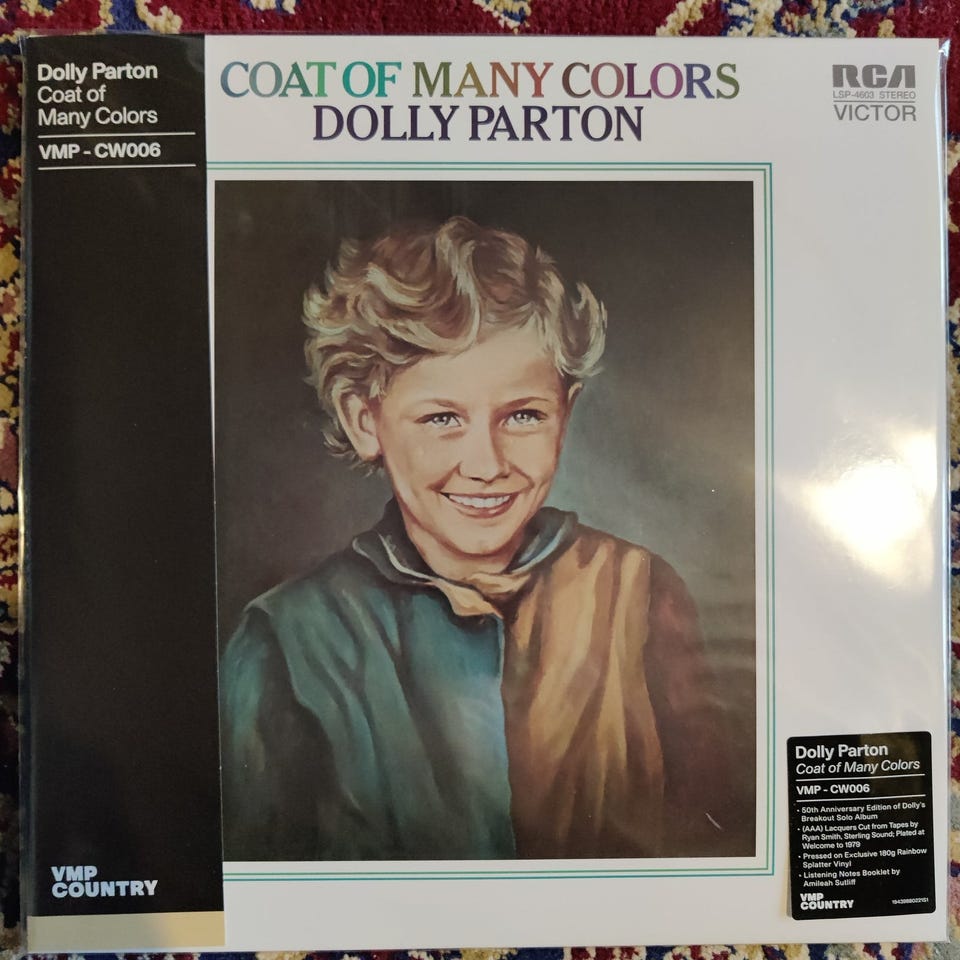 Dolly Parton
Coat of
Many Colors
VMP - CW006
COAT OF MANY COLORS
DOLLY PARTON
RCA
LSP-4603 STEREO
VICTOR
Dolly Parton
Coat of Many Colors
VMP - CW006
• 50th Anniversary Edition of Dolly's
Breakout Solo Album
• (AAA) Lacquers Cut from Tapes by
Ryan Smith, Sterling Sound; Plated at
Welcome to 1979
• Pressed on Exclusive 180g Rainbow
Splatter Vinyl
• Listening Notes Booklet by
Amileah Sutliff
VMP
COUNTRY
VMP
COUNTRY